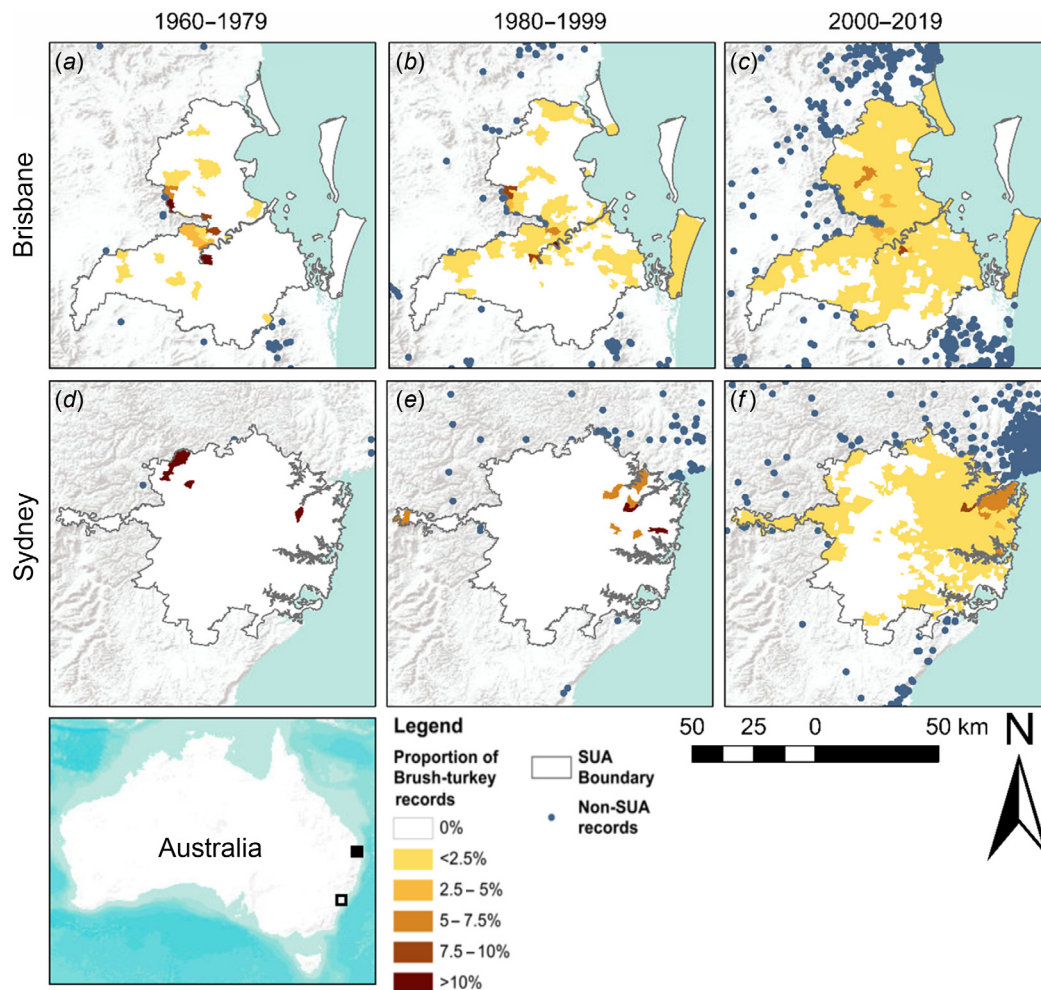 1960–1979
1980–1999
2000–2019
Brisbane
(a)
(b)
(c)
Sydney
(d)
(e)
(f)
Australia
Legend
Proportion of
Brush-turkey
records
0%
<2.5%
2.5 – 5%
5 – 7.5%
7.5 – 10%
>10%
SUA
Boundary
Non-SUA
records
50 25 0 50 km
N